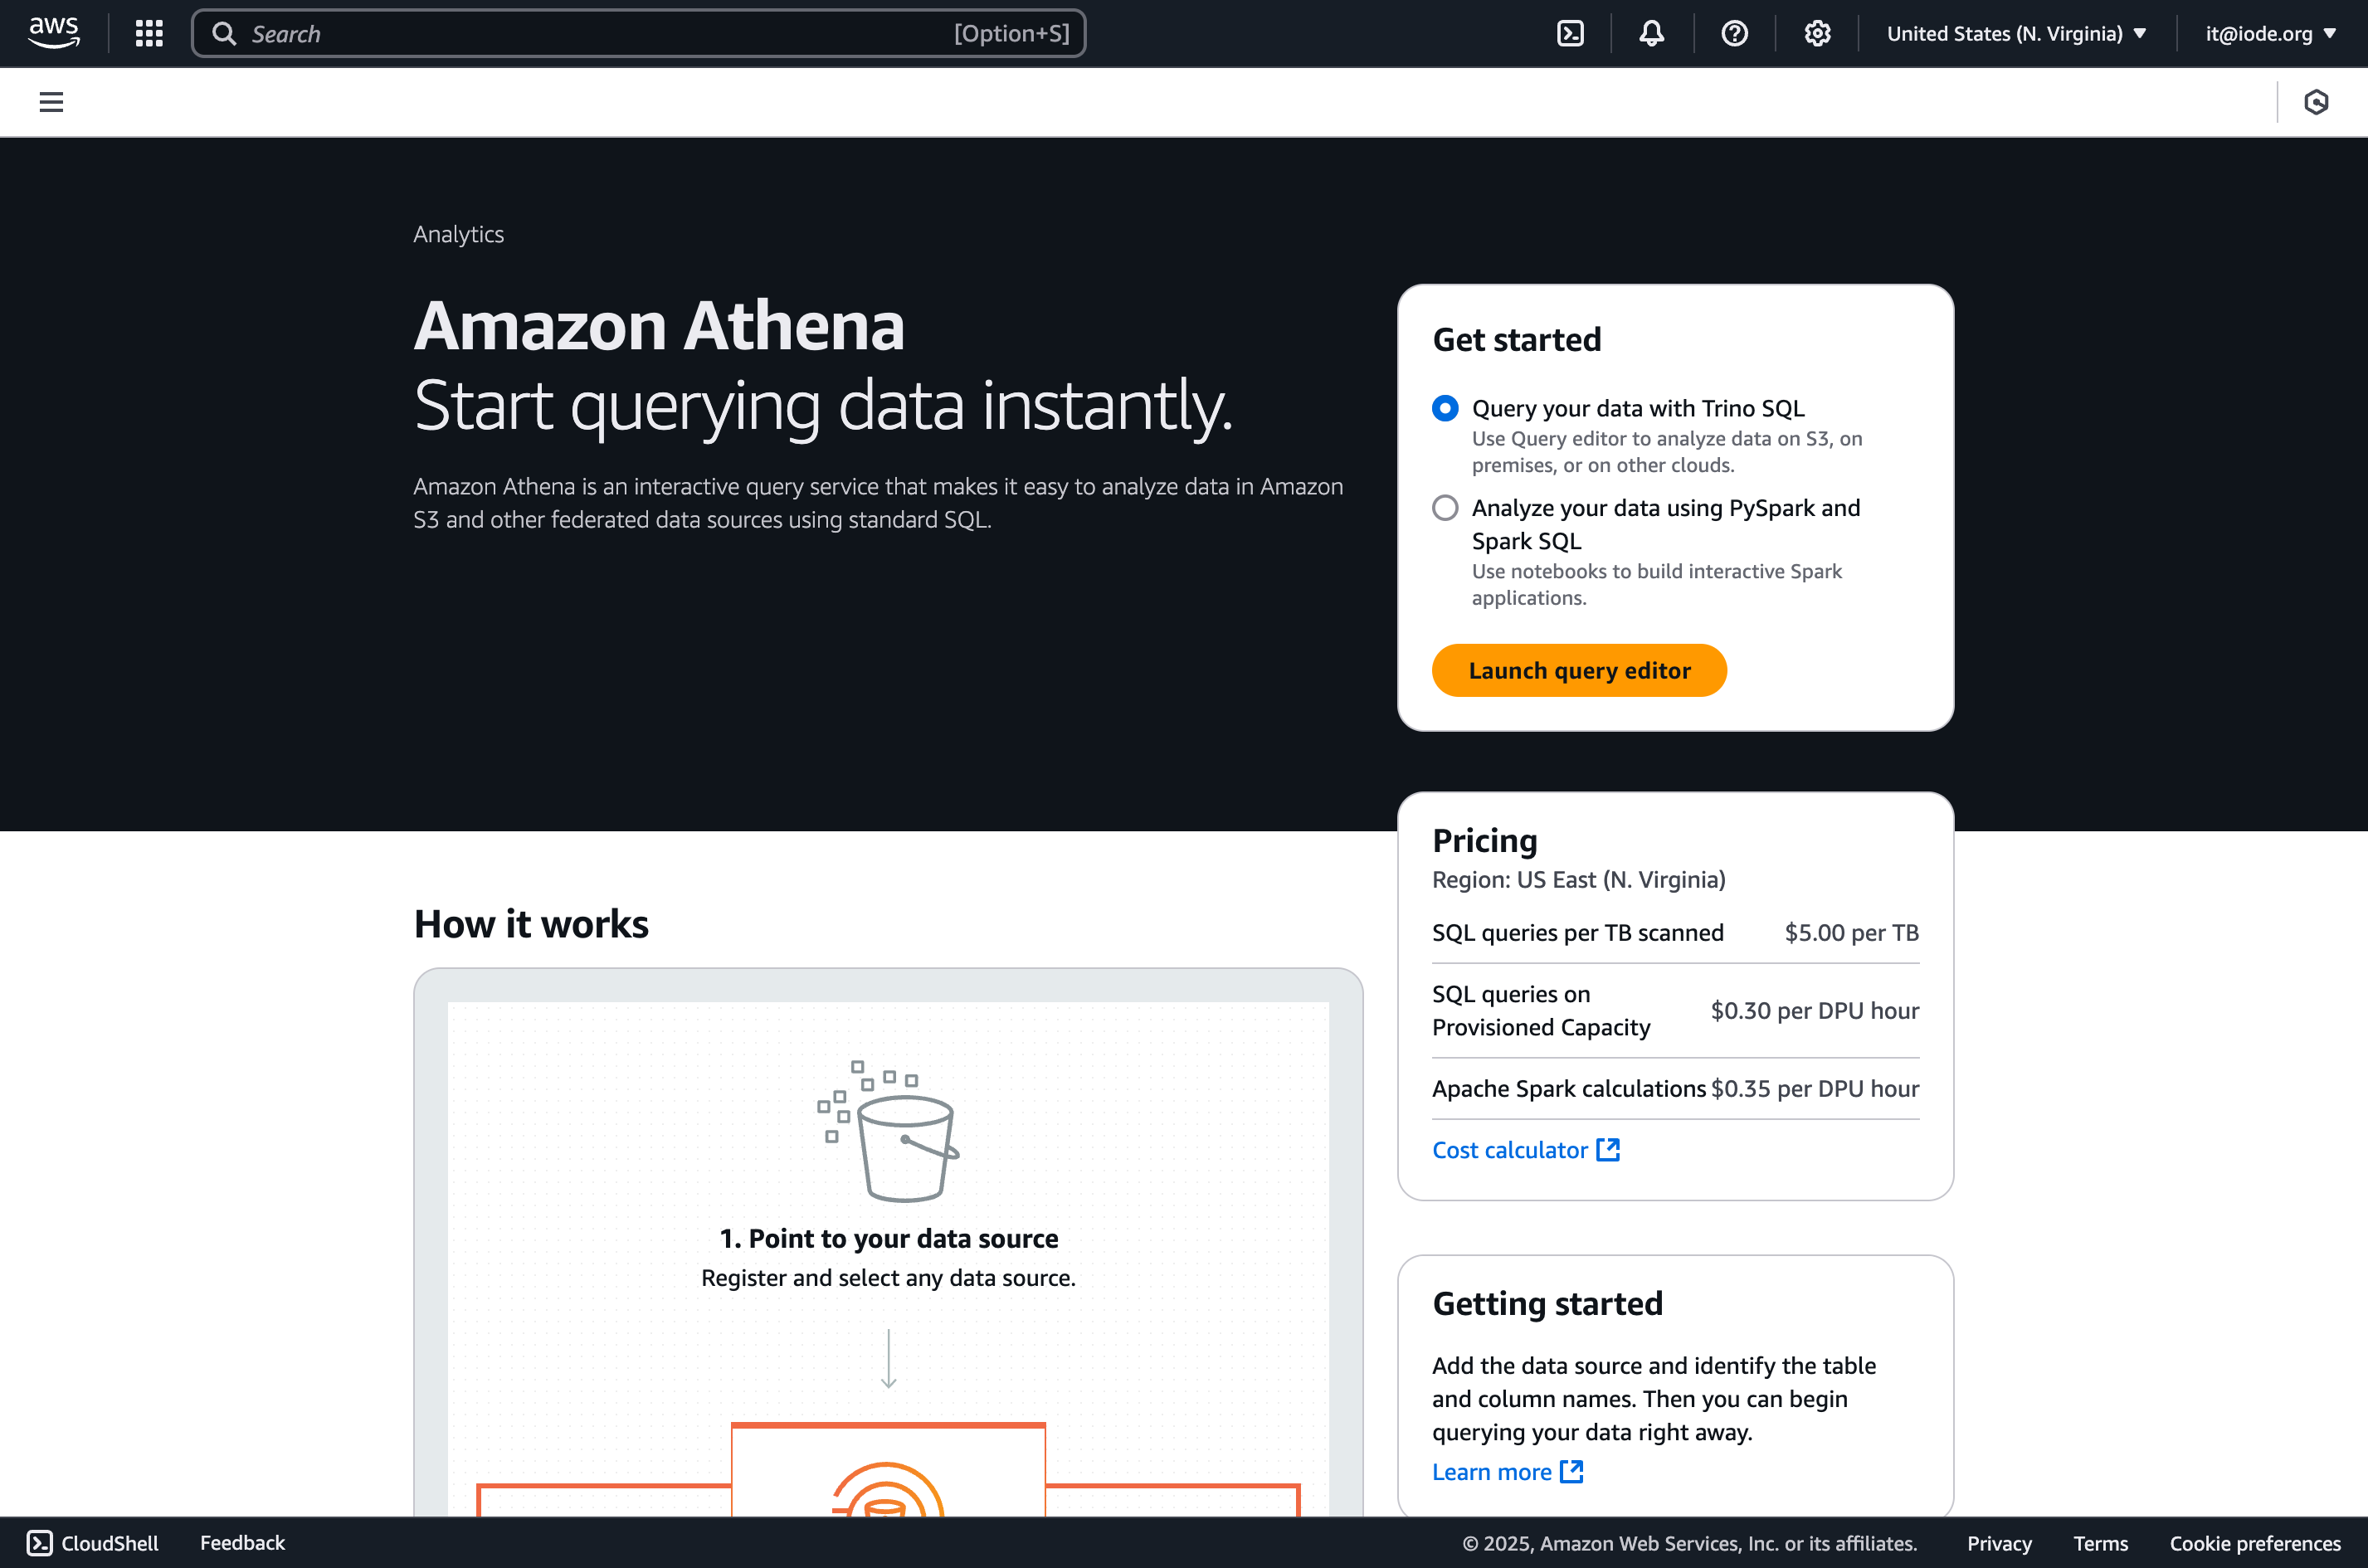 aws
Search
[Option+S]
United States (N. Virginia)
it@iode.org
Analytics
Amazon Athena
Start querying data instantly.
Amazon Athena is an interactive query service that makes it easy to analyze data in Amazon
S3 and other federated data sources using standard SQL.
Get started
Query your data with Trino SQL
Use Query editor to analyze data on S3, on
premises, or on other clouds.
Analyze your data using PySpark and
Spark SQL
Use notebooks to build interactive Spark
applications.
Launch query editor
Pricing
Region: US East (N. Virginia)
SQL queries per TB scanned $5.00 per TB
SQL queries on
Provisioned Capacity
$0.30 per DPU hour
Apache Spark calculations $0.35 per DPU hour
Cost calculator
How it works
1. Point to your data source
Register and select any data source.
Getting started
Add the data source and identify the table
and column names. Then you can begin
querying your data right away.
Learn more
CloudShell
Feedback
© 2025, Amazon Web Services, Inc. or its affiliates.
Privacy
Terms
Cookie preferences